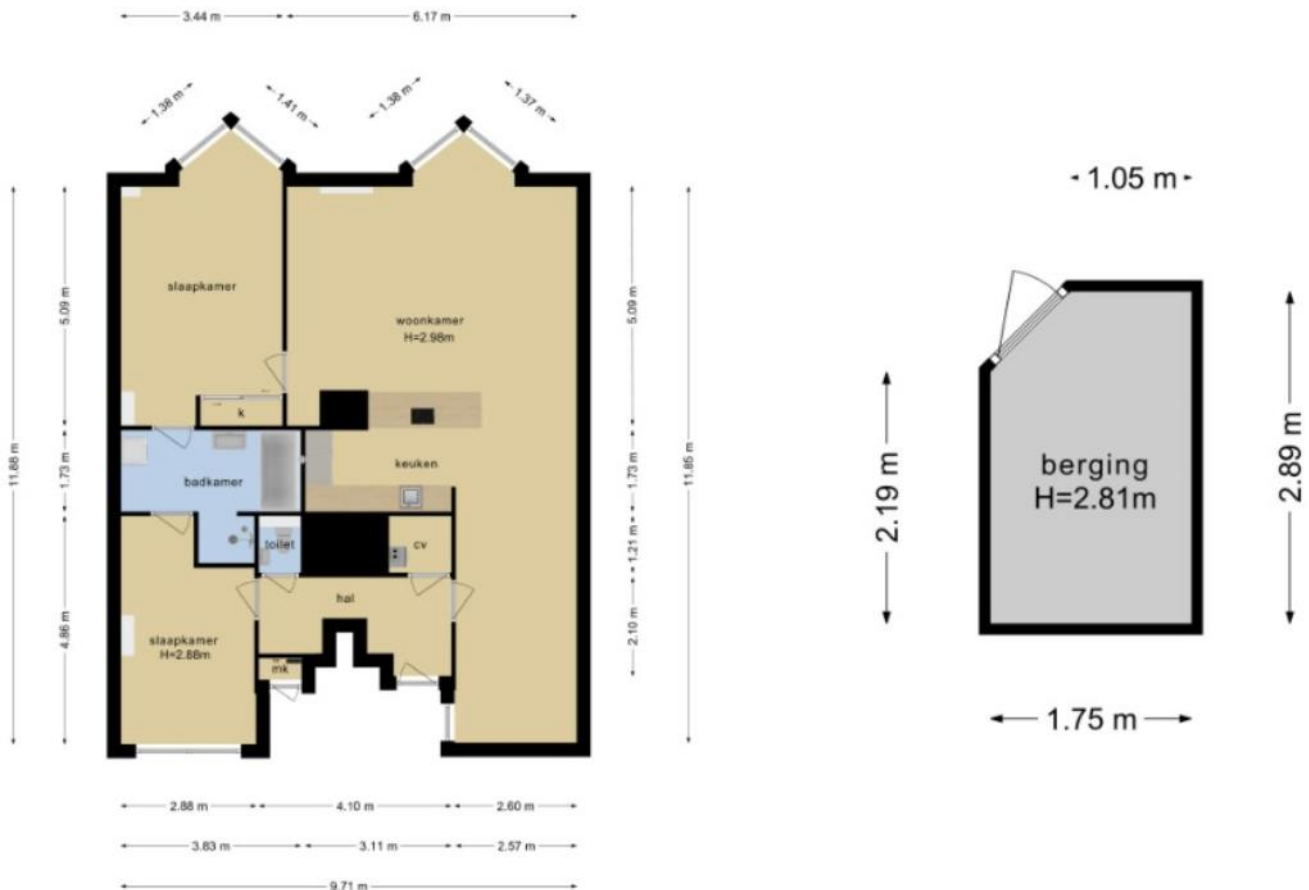 3.44 m
6.17 m
1.38 m
1.41 m
1.38 m
1.37 m
11.88 m
5.09 m
1.73 m
4.86 m
slaapkamer
k
woonkamer
H=2.98m
badkamer
keuken
toilet
cv
hal
slaapkamer
H=2.88m
mk
5.09 m
1.73 m
1.21 m
2.10 m
11.85 m
2.88 m
4.10 m
2.60 m
3.83 m
3.11 m
2.57 m
9.71 m
1.05 m
2.19 m
berging
H=2.81m
2.89 m
1.75 m